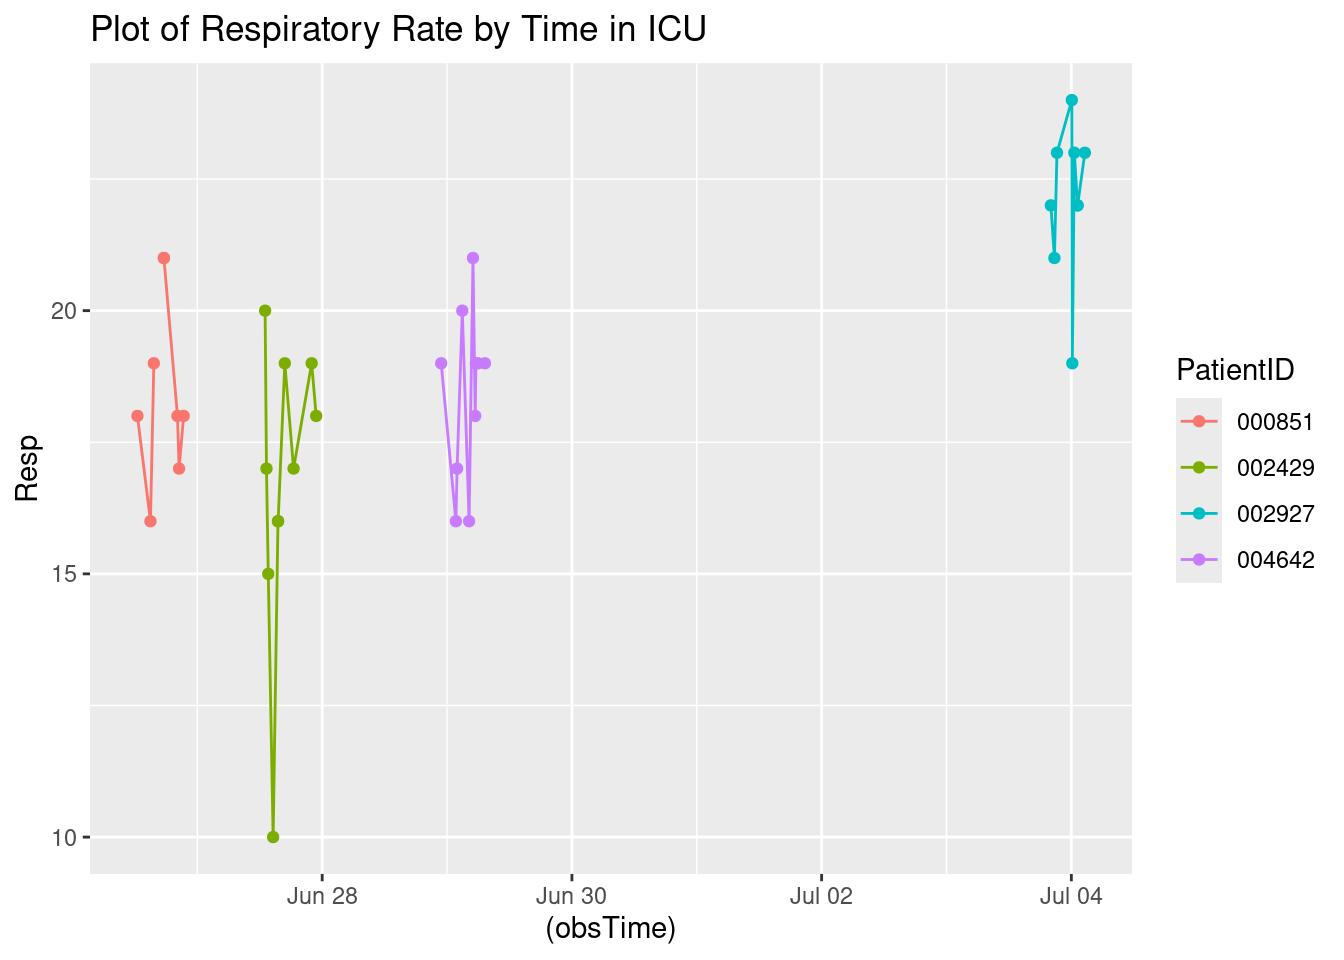 Plot of Respiratory Rate by Time in ICU
Resp
20
15
10
Jun 28
Jun 30
Jul 02
Jul 04
(obsTime)
PatientID
000851
002429
002927
004642